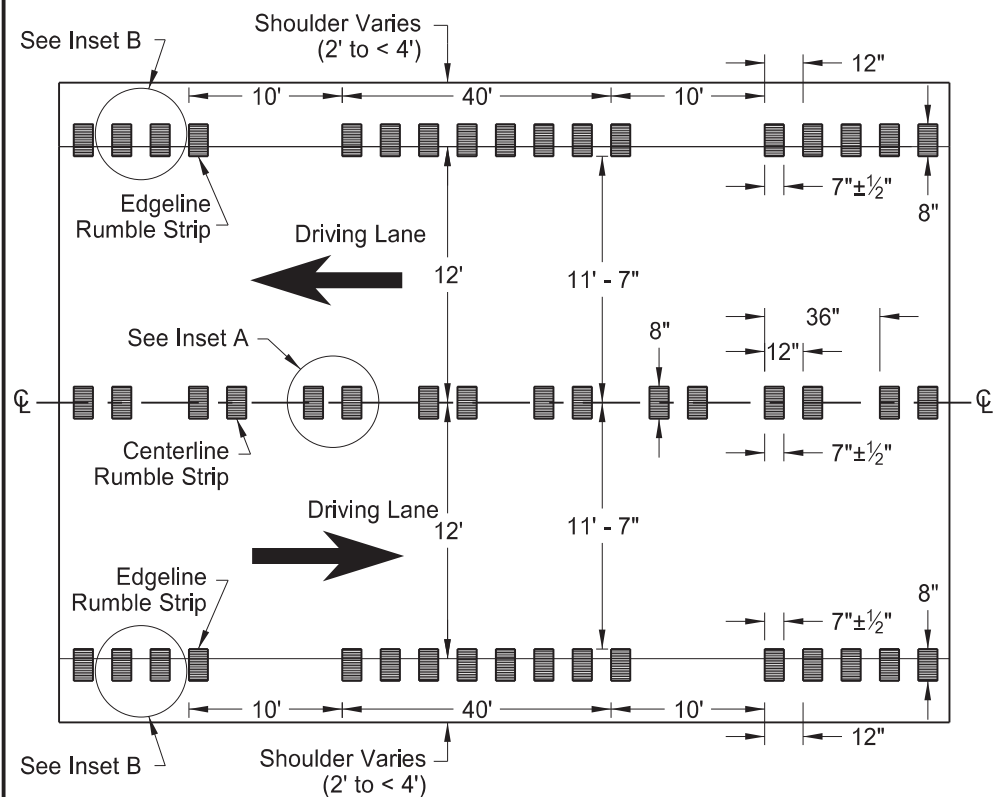 See Inset B
Shoulder Varies
(2' to < 4')
12"
10'
40'
10'
7"±½"
8"
Edgeline
Rumble Strip
Driving Lane
12'
11' - 7"
36"
See Inset A
8"
12"
℄
℄
Centerline
Rumble Strip
7"±½"
Driving Lane
12'
11' - 7"
Edgeline
Rumble Strip
8"
7"±½"
10'
40'
10'
12"
See Inset B
Shoulder Varies
(2' to < 4')